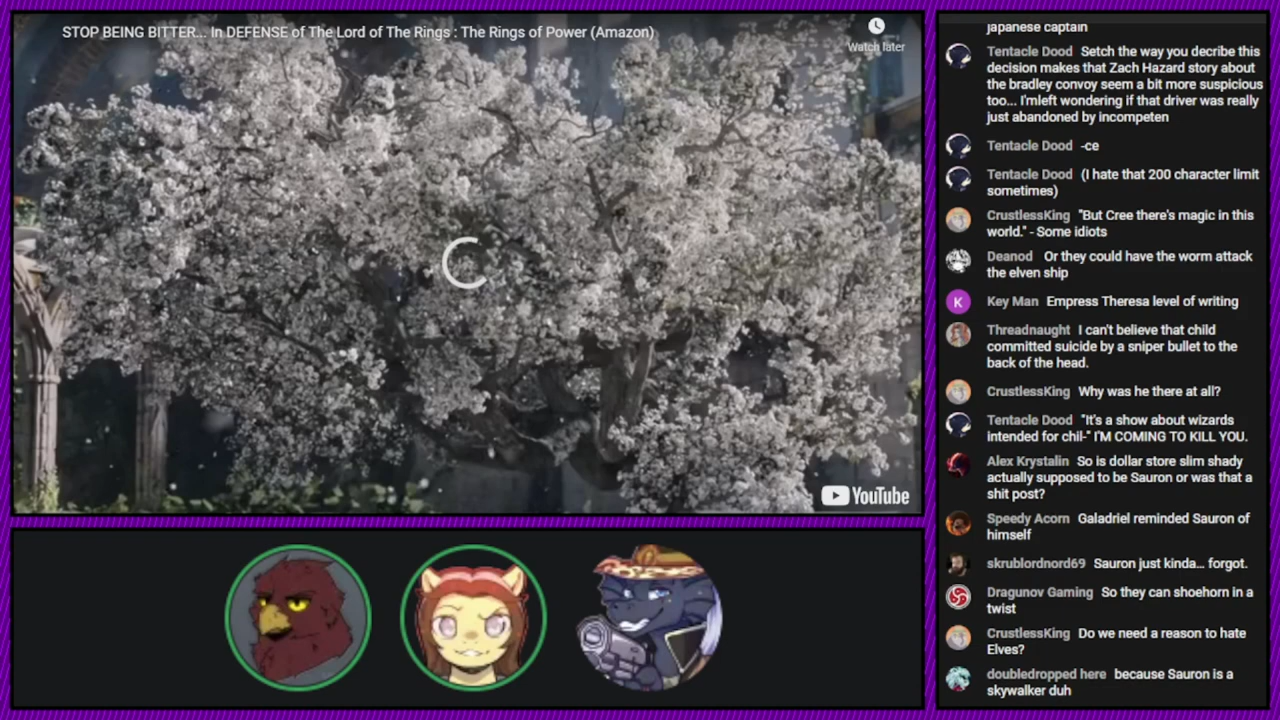 STOP BEING BITTER... In DEFENSE of The Lord of The Rings : The Rings of Power (Amazon)
Watch later
YouTube
japanese captain
Tentacle Dood Setch the way you decribe this
decision makes that Zach Hazard story about
the bradley convoy seem a bit more suspicious
too... I'mleft wondering if that driver was really
just abandoned by incompeten
Tentacle Dood -ce
Tentacle Dood (I hate that 200 character limit
sometimes)
CrustlessKing "But Cree there's magic in this
world." - Some idiots
Deanod Or they could have the worm attack
the elven ship
K
Key Man Empress Theresa level of writing
Threadnaught I can't believe that child
committed suicide by a sniper bullet to the
back of the head.
CrustlessKing Why was he there at all?
Tentacle Dood "It's a show about wizards
intended for chil-" I'M COMING TO KILL YOU.
Alex Krystalin So is dollar store slim shady
actually supposed to be Sauron or was that a
shit post?
Speedy Acorn Galadriel reminded Sauron of
himself
skrublordnord69 Sauron just kinda... forgot.
Dragunov Gaming So they can shoehorn in a
twist
CrustlessKing Do we need a reason to hate
Elves?
doubledropped here because Sauron is a
skywalker duh